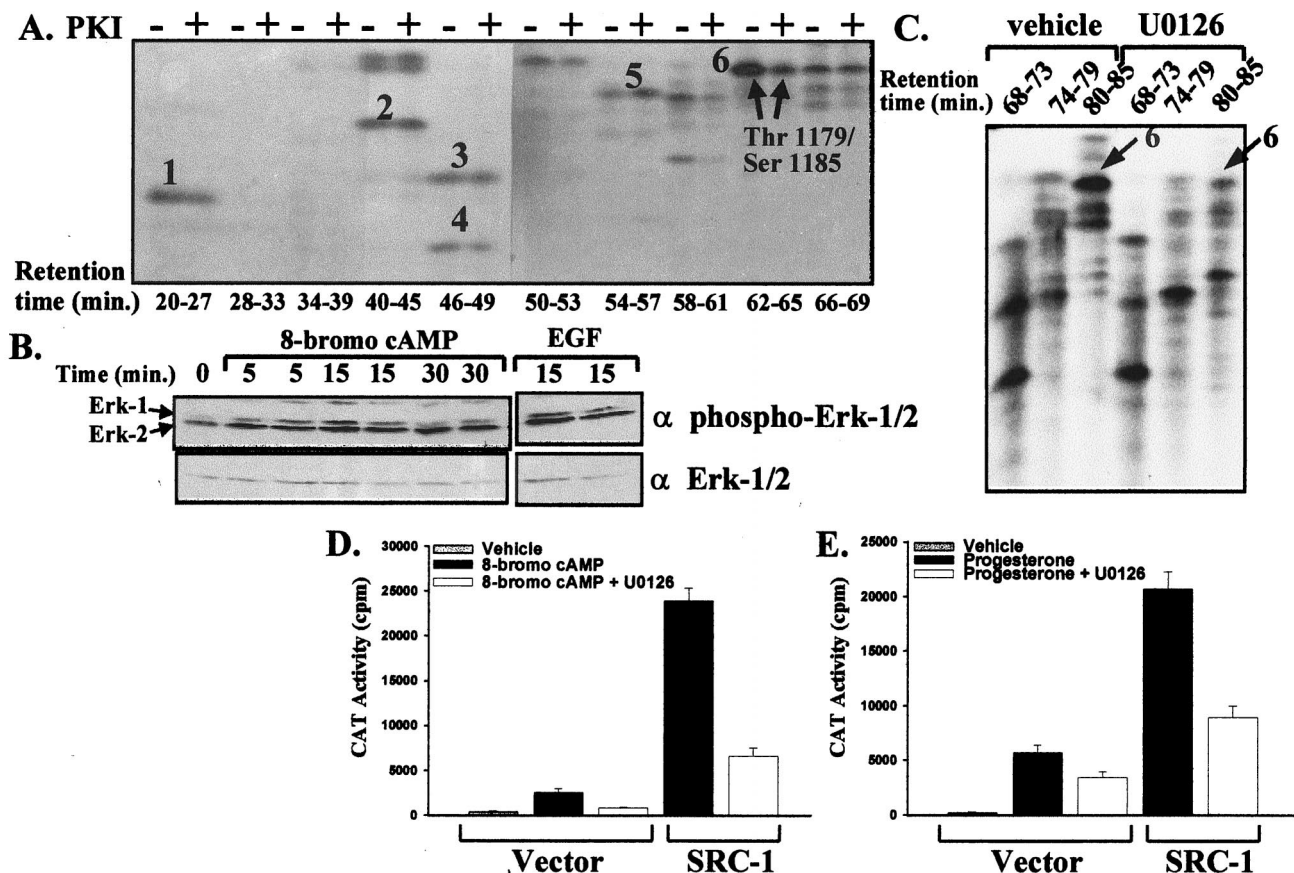 A. PKI - + - + - + - + - + - + - + - + - + - +
1 2 3 4 5 6
Thr 1179/
Ser 1185
Retention
time (min.) 20-27 28-33 34-39 40-45 46-49 50-53 54-57 58-61 62-65 66-69
B. 8-bromo cAMP EGF
Time (min.) 0 5 5 15 15 30 30 15 15
Erk-1
Erk-2
α phospho-Erk-1/2
α Erk-1/2
C. vehicle U0126
Retention
time (min.) 68-73 74-79 80-85 68-73 74-79 80-85
6 6
D.
Vehicle
8-bromo cAMP
8-bromo cAMP + U0126
CAT Activity (cpm)
30000
25000
20000
15000
10000
5000
0
Vector SRC-1
E.
Vehicle
Progesterone
Progesterone + U0126
CAT Activity (cpm)
25000
20000
15000
10000
5000
0
Vector SRC-1